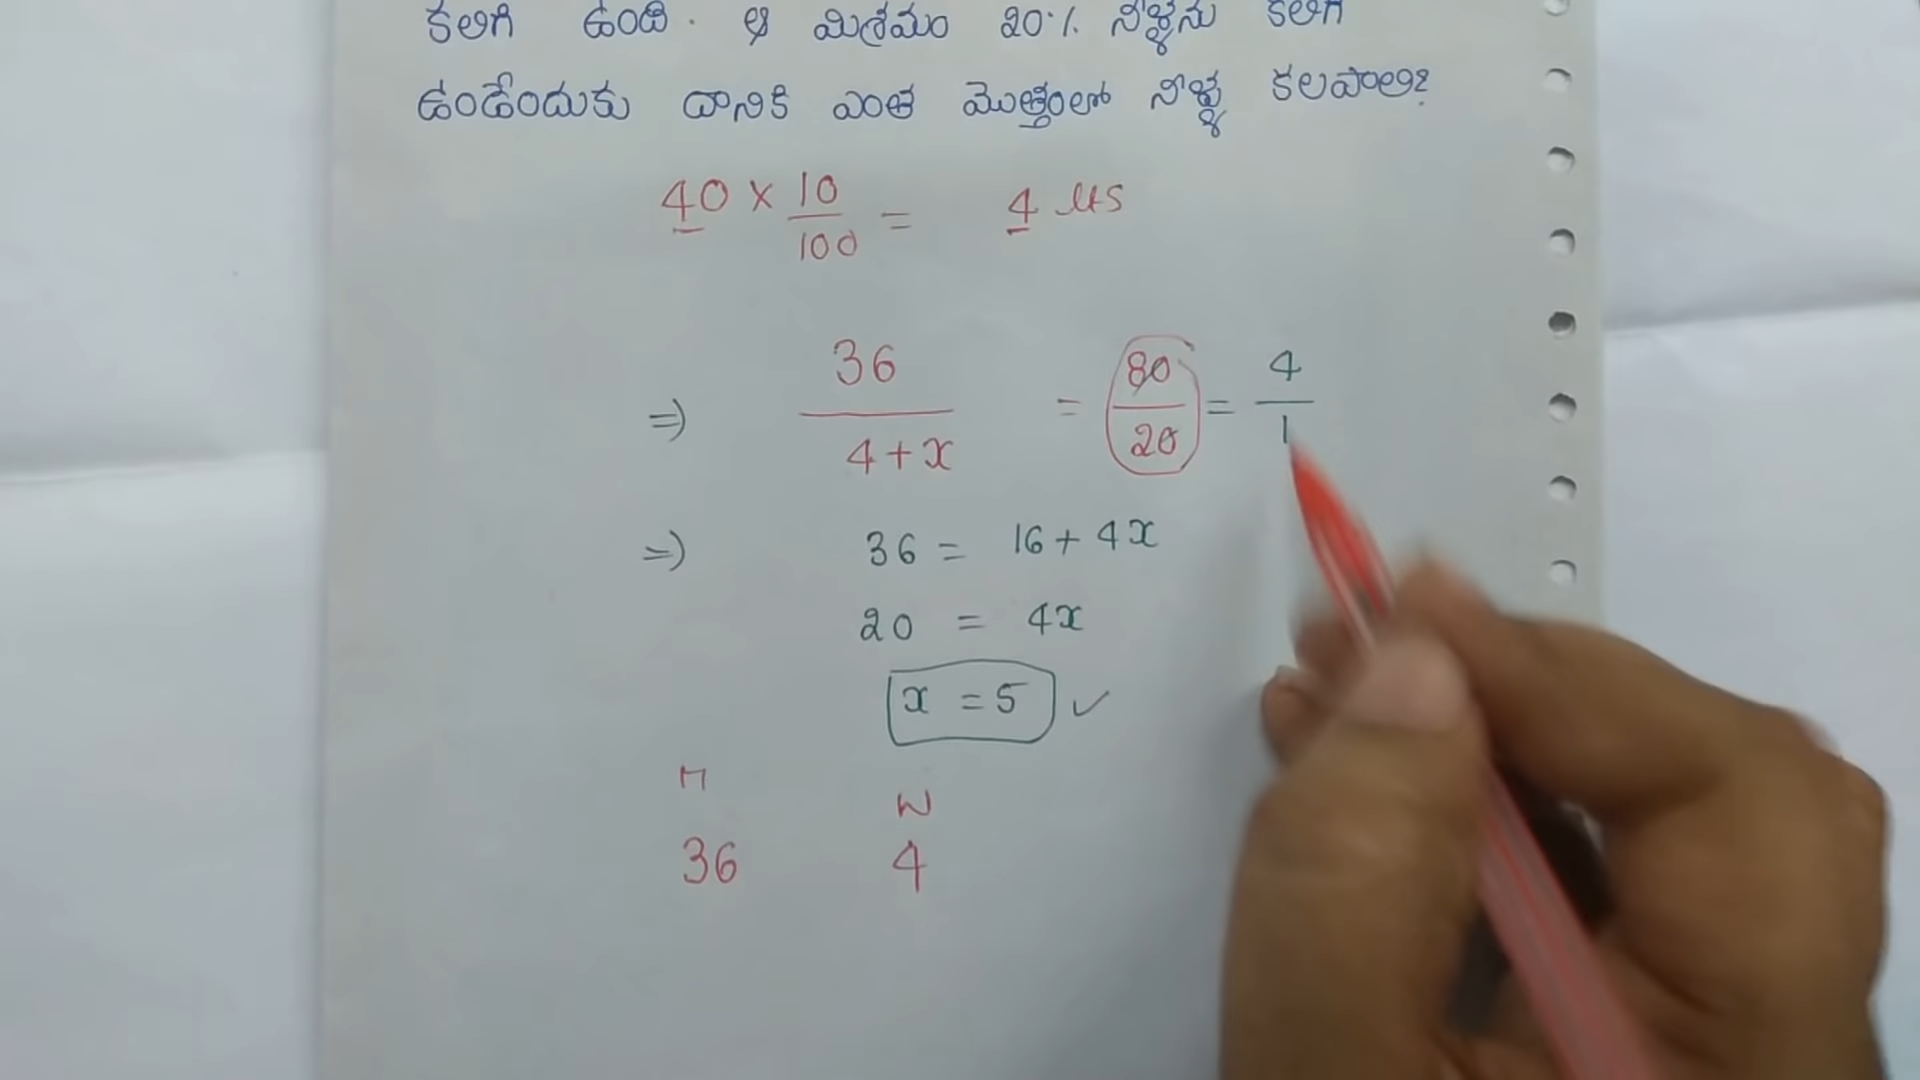 కలిగి ఉంది. ఆ మిశ్రమం 20% నీళ్ళను కలిగి
ఉండేందుకు దానికి ఎంత మొత్తంలో నీళ్ళు కలపాలి?
40 × 10/100 = 4 lts
⇒ 36/(4+x) = 80/20 = 4/1
⇒ 36 = 16 + 4x
20 = 4x
x = 5 ✓
M W
36 4